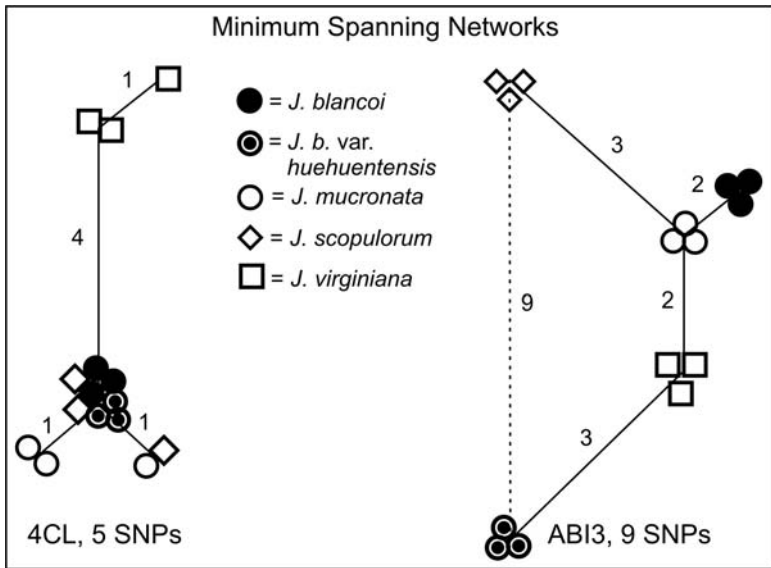 Minimum Spanning Networks
1
= J. blancoi
= J. b. var.
huehuentensis
= J. mucronata
= J. scopulorum
= J. virginiana
4
1
1
4CL, 5 SNPs
3
2
9
2
3
ABI3, 9 SNPs